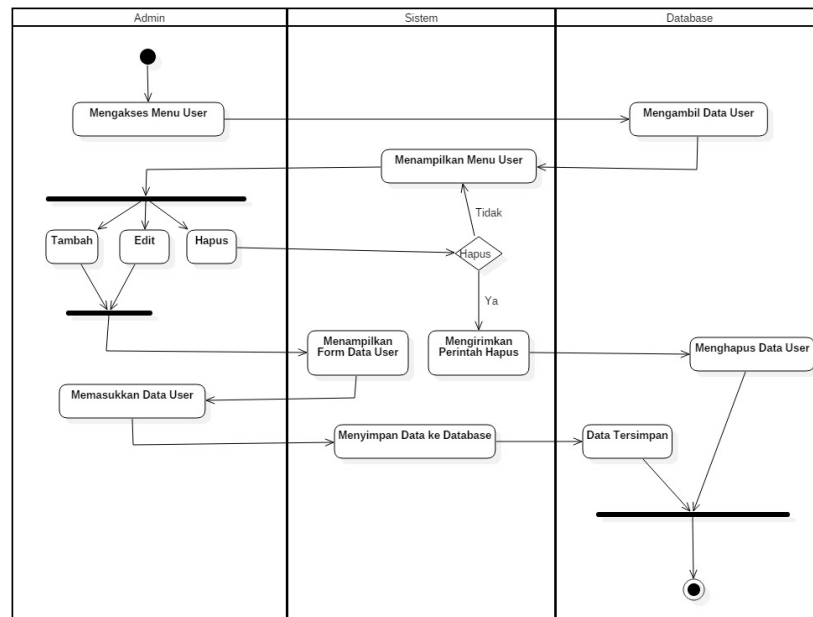 Admin
Sistem
Database
Mengakses Menu User
Mengambil Data User
Menampilkan Menu User
Tidak
Tambah
Edit
Hapus
Hapus
Ya
Menampilkan
Form Data User
Mengirimkan
Perintah Hapus
Menghapus Data User
Memasukkan Data User
Menyimpan Data ke Database
Data Tersimpan